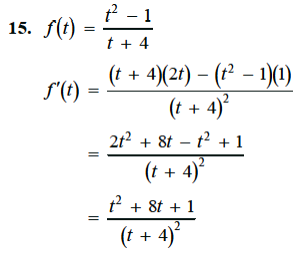 15. f(t) = (t² − 1)/(t + 4)
f′(t) = ((t + 4)(2t) − (t² − 1)(1))/(t + 4)²
= (2t² + 8t − t² + 1)/(t + 4)²
= (t² + 8t + 1)/(t + 4)²